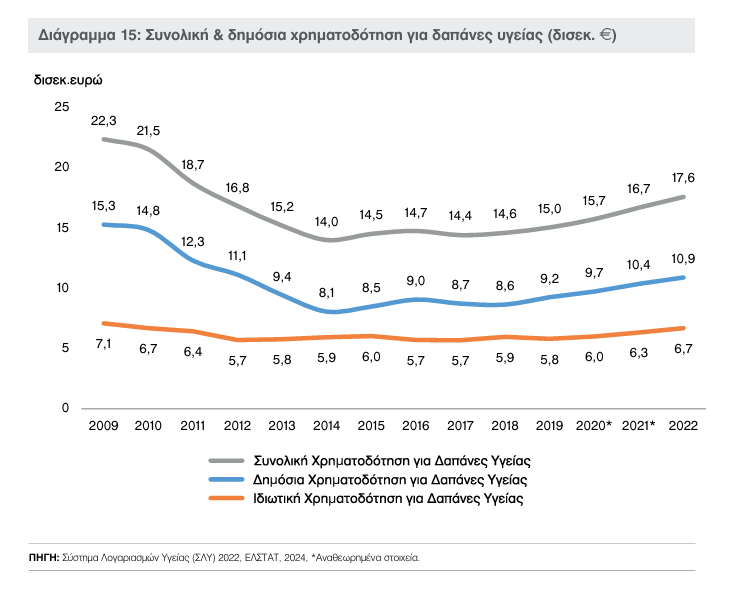 Διάγραμμα 15: Συνολική & δημόσια χρηματοδότηση για δαπάνες υγείας (δισεκ. €)
δισεκ.ευρώ
25
20
15
10
5
0
22,3 21,5 18,7 16,8 15,2 14,0 14,5 14,7 14,4 14,6 15,0 15,7 16,7 17,6
15,3 14,8 12,3 11,1 9,4 8,1 8,5 9,0 8,7 8,6 9,2 9,7 10,4 10,9
7,1 6,7 6,4 5,7 5,8 5,9 6,0 5,7 5,7 5,9 5,8 6,0 6,3 6,7
2009 2010 2011 2012 2013 2014 2015 2016 2017 2018 2019 2020* 2021* 2022
Συνολική Χρηματοδότηση για Δαπάνες Υγείας
Δημόσια Χρηματοδότηση για Δαπάνες Υγείας
Ιδιωτική Χρηματοδότηση για Δαπάνες Υγείας
ΠΗΓΗ: Σύστημα Λογαριασμών Υγείας (ΣΛΥ) 2022, ΕΛΣΤΑΤ, 2024, *Αναθεωρημένα στοιχεία.